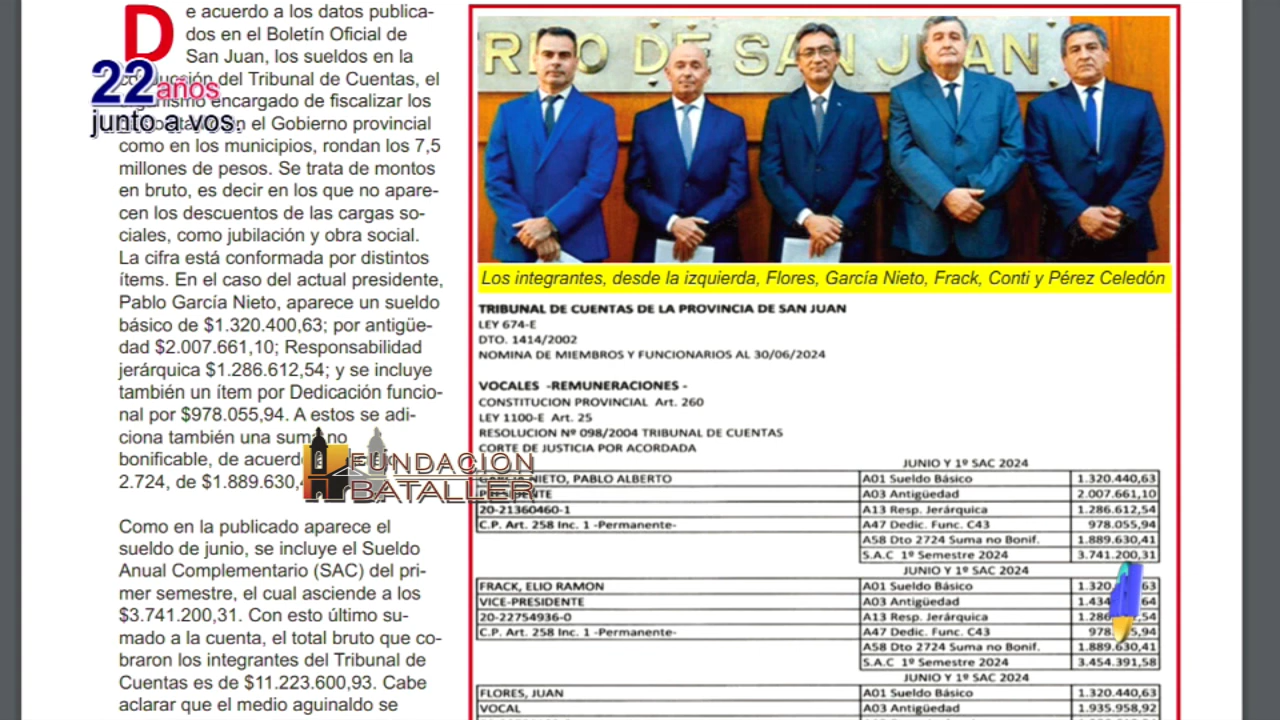 De acuerdo a los datos publica-
dos en el Boletín Oficial de
San Juan, los sueldos en la
del Tribunal de Cuentas, el
encargado de fiscalizar los
en el Gobierno provincial
como en los municipios, rondan los 7,5
millones de pesos. Se trata de montos
en bruto, es decir en los que no apare-
cen los descuentos de las cargas so-
ciales, como jubilación y obra social.
La cifra está conformada por distintos
ítems. En el caso del actual presidente,
Pablo García Nieto, aparece un sueldo
básico de $1.320.400,63; por antigüe-
dad $2.007.661,10; Responsabilidad
jerárquica $1.286.612,54; y se incluye
también un ítem por Dedicación funcio-
nal por $978.055,94. A estos se adi-
ciona también una suma no
bonificable, de
2.724, de
Como en la publicado aparece el
sueldo de junio, se incluye el Sueldo
Anual Complementario (SAC) del pri-
mer semestre, el cual asciende a los
$3.741.200,31. Con esto último su-
mado a la cuenta, el total bruto que co-
braron los integrantes del Tribunal de
Cuentas es de $11.223.600,93. Cabe
aclarar que el medio aguinaldo se
22 años
junto a vos.
FUNDACIÓN
BATALLER
DE SAN JUAN
Los integrantes, desde la izquierda, Flores, García Nieto, Frack, Conti y Pérez Celedón
TRIBUNAL DE CUENTAS DE LA PROVINCIA DE SAN JUAN
LEY 674-E
DTO. 1414/2002
NOMINA DE MIEMBROS Y FUNCIONARIOS AL 30/06/2024
VOCALES -REMUNERACIONES -
CONSTITUCION PROVINCIAL Art. 260
LEY 1100-E Art. 25
RESOLUCION Nº 098/2004 TRIBUNAL DE CUENTAS
CORTE DE JUSTICIA POR ACORDADA
JUNIO Y 1º SAC 2024
NIETO, PABLO ALBERTO A01 Sueldo Básico 1.320.440,63
A03 Antigüedad 2.007.661,10
20-21360460-1 A13 Resp. Jerárquica 1.286.612,54
C.P. Art. 258 Inc. 1 -Permanente- A47 Dedic. Func. C43 978.055,94
A58 Dto 2724 Suma no Bonif. 1.889.630,41
S.A.C 1º Semestre 2024 3.741.200,31
JUNIO Y 1º SAC 2024
FRACK, ELIO RAMON A01 Sueldo Básico
VICE-PRESIDENTE A03 Antigüedad
20-22754936-0 A13 Resp. Jerárquica
C.P. Art. 258 Inc. 1 -Permanente- A47 Dedic. Func. C43
A58 Dto 2724 Suma no Bonif. 1.889.630,41
S.A.C 1º Semestre 2024 3.454.391,58
JUNIO Y 1º SAC 2024
FLORES, JUAN A01 Sueldo Básico 1.320.440,63
VOCAL A03 Antigüedad 1.935.958,92